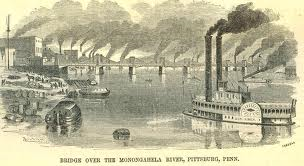 BRIDGE OVER THE MONONGAHELA RIVER, PITTSBURG, PENN.